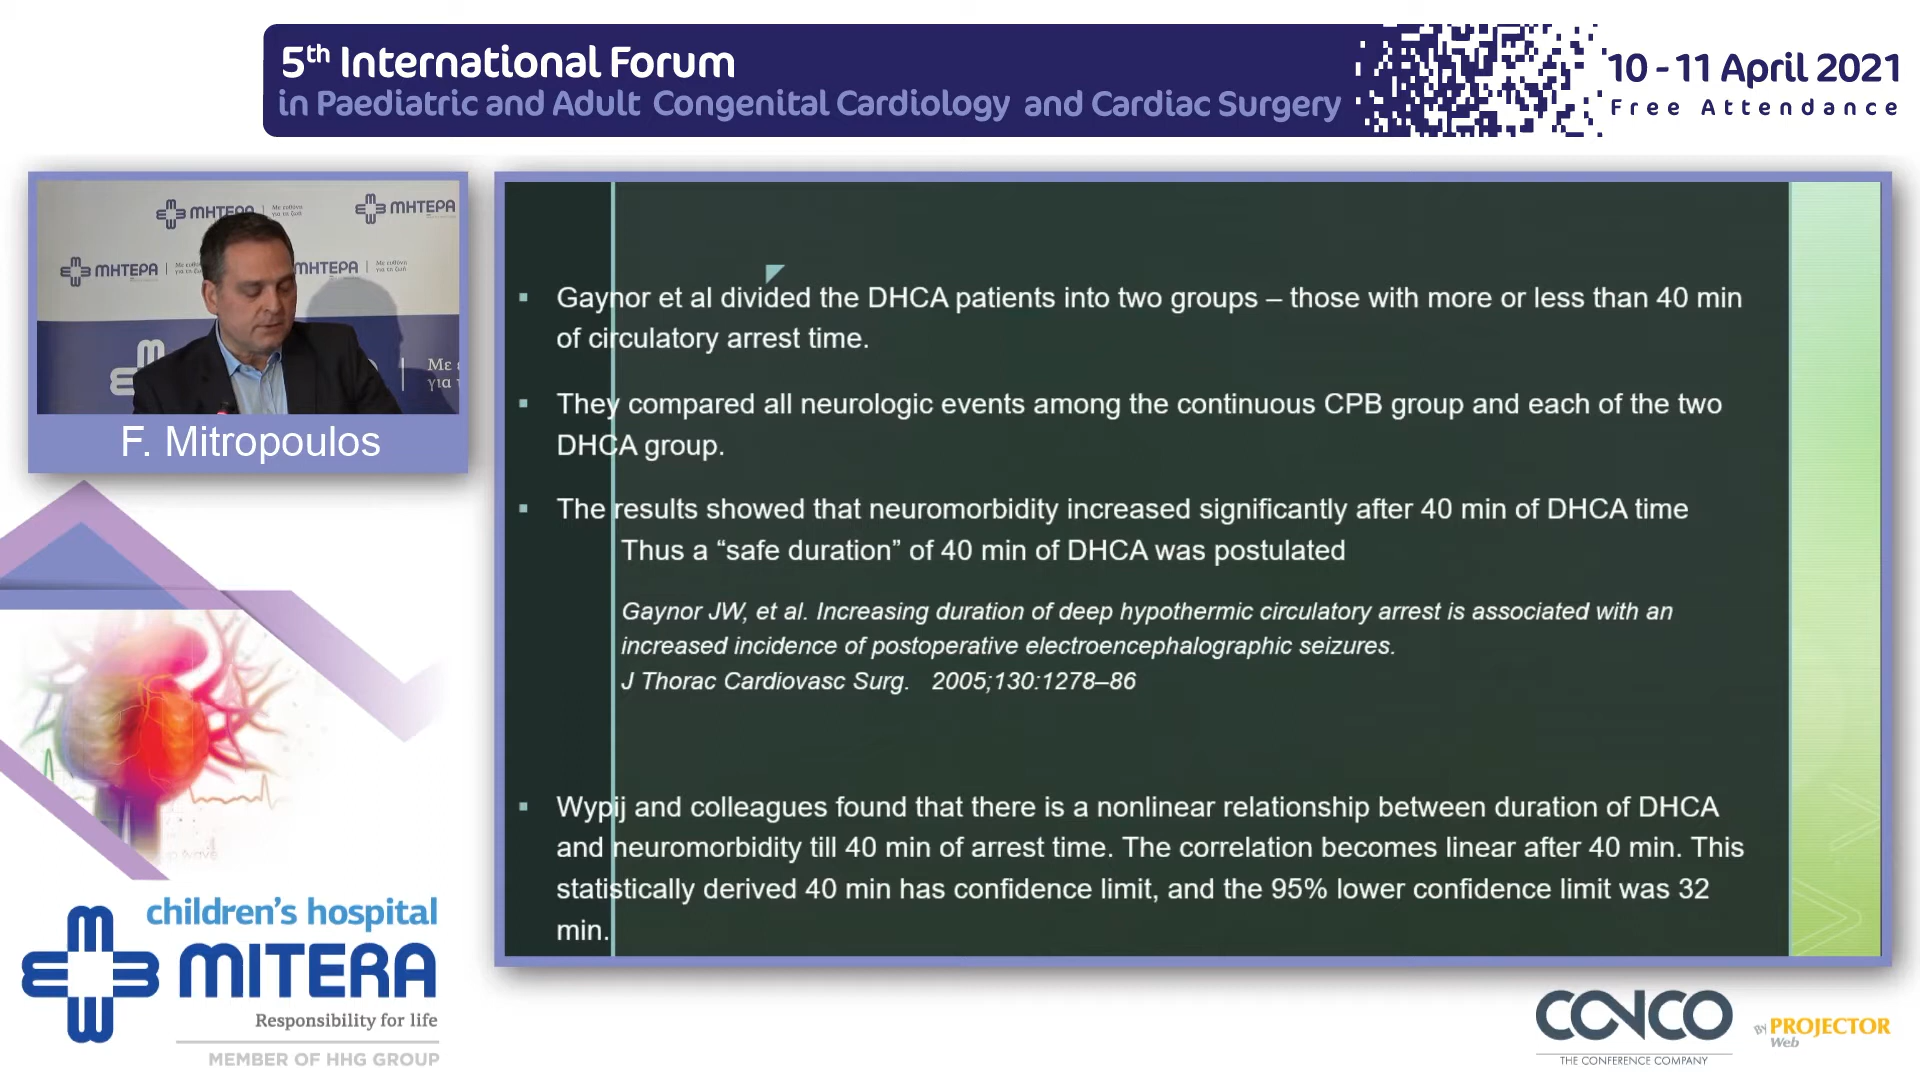 5th International Forum
in Paediatric and Adult Congenital Cardiology and Cardiac Surgery
10 - 11 April 2021
Free Attendance
ΜΗΤΕΡΑ
Με ευθύνη
για τη ζωή
ΜΗΤΕΡΑ
ΜΗΤΕΡΑ
ΜΗΤΕΡΑ
Με
για τ
F. Mitropoulos
Gaynor et al divided the DHCA patients into two groups – those with more or less than 40 min
of circulatory arrest time.
They compared all neurologic events among the continuous CPB group and each of the two
DHCA group.
The results showed that neuromorbidity increased significantly after 40 min of DHCA time
Thus a “safe duration” of 40 min of DHCA was postulated
Gaynor JW, et al. Increasing duration of deep hypothermic circulatory arrest is associated with an
increased incidence of postoperative electroencephalographic seizures.
J Thorac Cardiovasc Surg. 2005;130:1278–86
Wypij and colleagues found that there is a nonlinear relationship between duration of DHCA
and neuromorbidity till 40 min of arrest time. The correlation becomes linear after 40 min. This
statistically derived 40 min has confidence limit, and the 95% lower confidence limit was 32
min.
children's hospital
MITERA
Responsibility for life
MEMBER OF HHG GROUP
CONCO
THE CONFERENCE COMPANY
BY PROJECTOR
Web